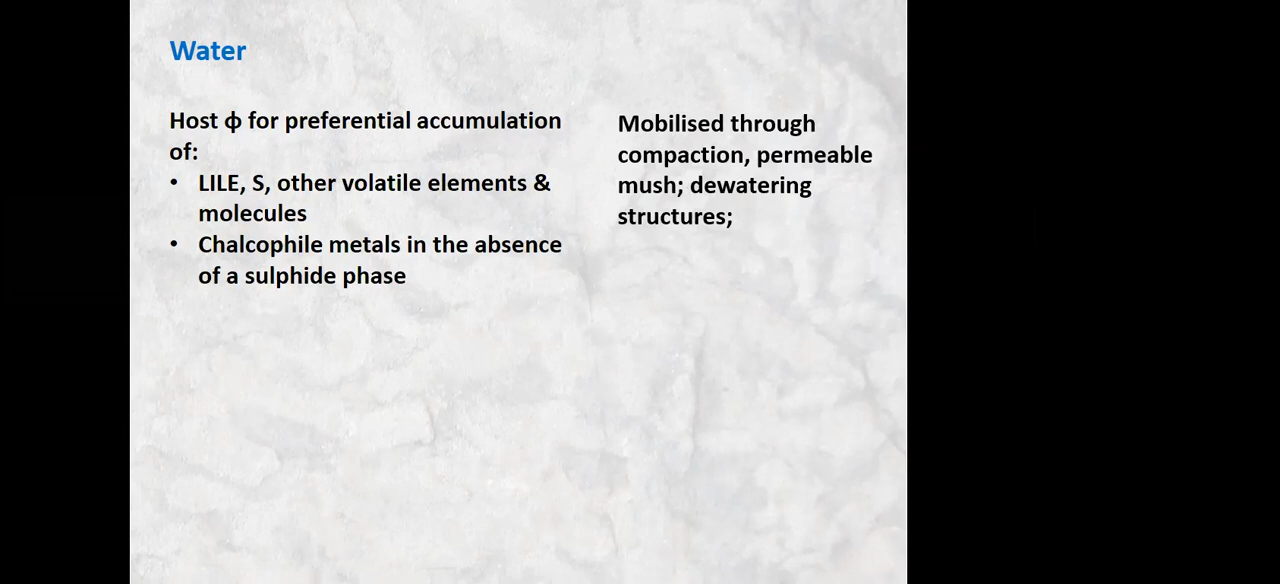 Water
Host ϕ for preferential accumulation
of:
• LILE, S, other volatile elements &
molecules
• Chalcophile metals in the absence
of a sulphide phase
Mobilised through
compaction, permeable
mush; dewatering
structures;